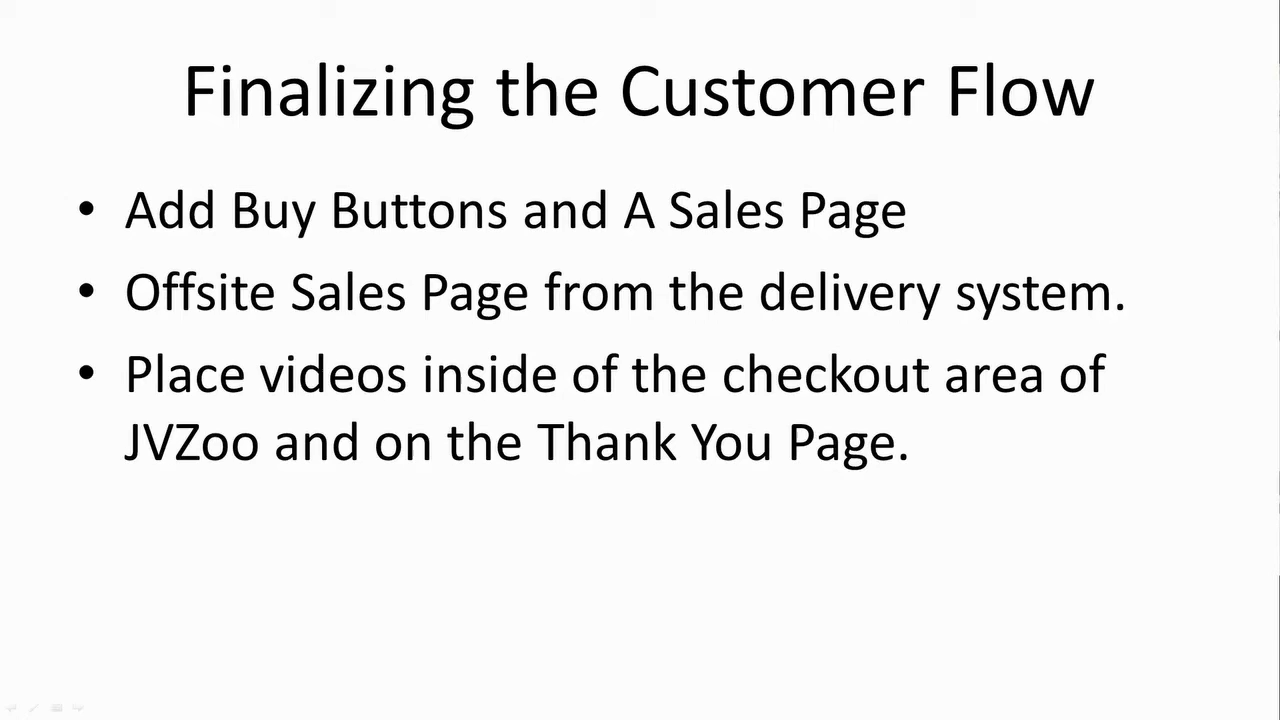 Finalizing the Customer Flow
• Add Buy Buttons and A Sales Page
• Offsite Sales Page from the delivery system.
• Place videos inside of the checkout area of
JVZoo and on the Thank You Page.